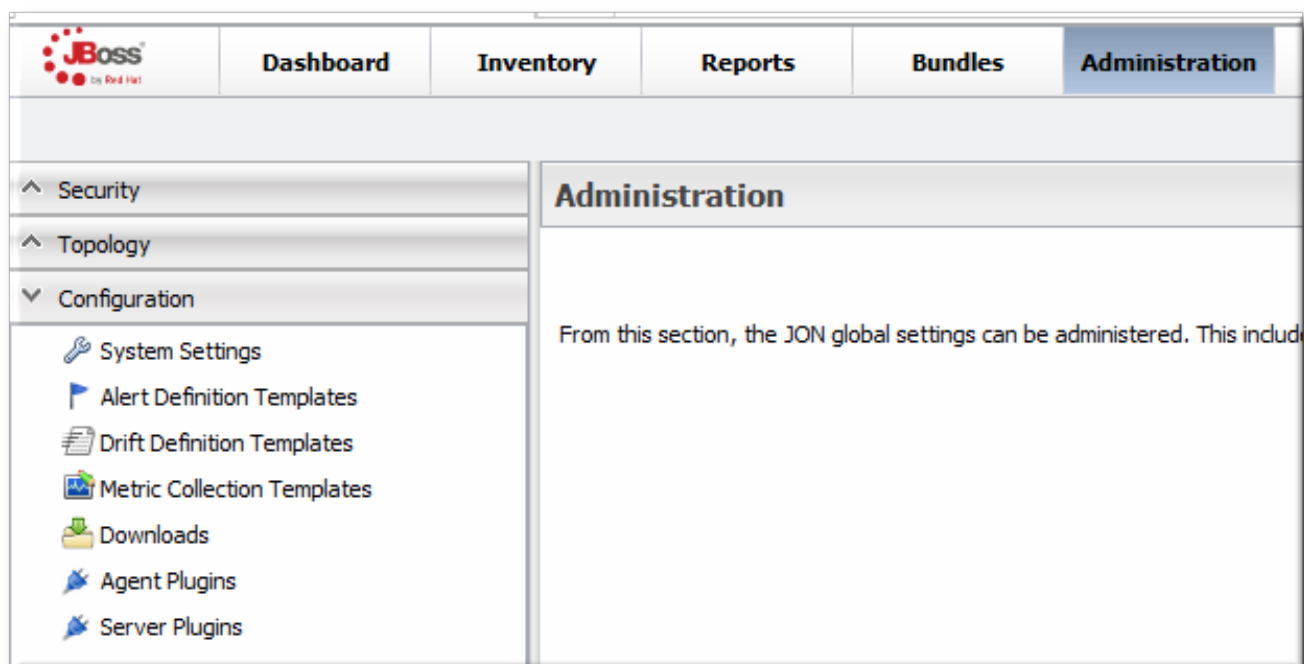 JBoss
by Red Hat
Dashboard Inventory Reports Bundles Administration
Security
Topology
Configuration
System Settings
Alert Definition Templates
Drift Definition Templates
Metric Collection Templates
Downloads
Agent Plugins
Server Plugins
Administration
From this section, the JON global settings can be administered. This include